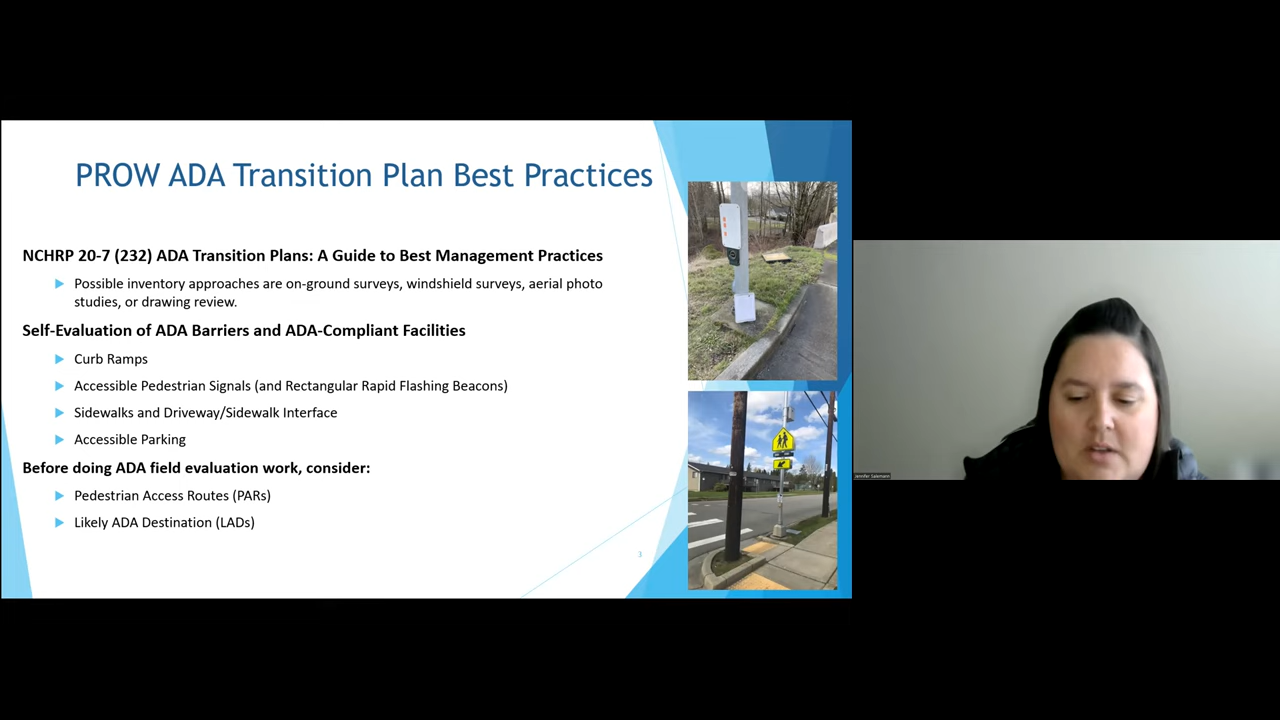 PROW ADA Transition Plan Best Practices
NCHRP 20-7 (232) ADA Transition Plans: A Guide to Best Management Practices
Possible inventory approaches are on-ground surveys, windshield surveys, aerial photo
studies, or drawing review.
Self-Evaluation of ADA Barriers and ADA-Compliant Facilities
Curb Ramps
Accessible Pedestrian Signals (and Rectangular Rapid Flashing Beacons)
Sidewalks and Driveway/Sidewalk Interface
Accessible Parking
Before doing ADA field evaluation work, consider:
Pedestrian Access Routes (PARs)
Likely ADA Destination (LADs)
3
Jennifer Salemann